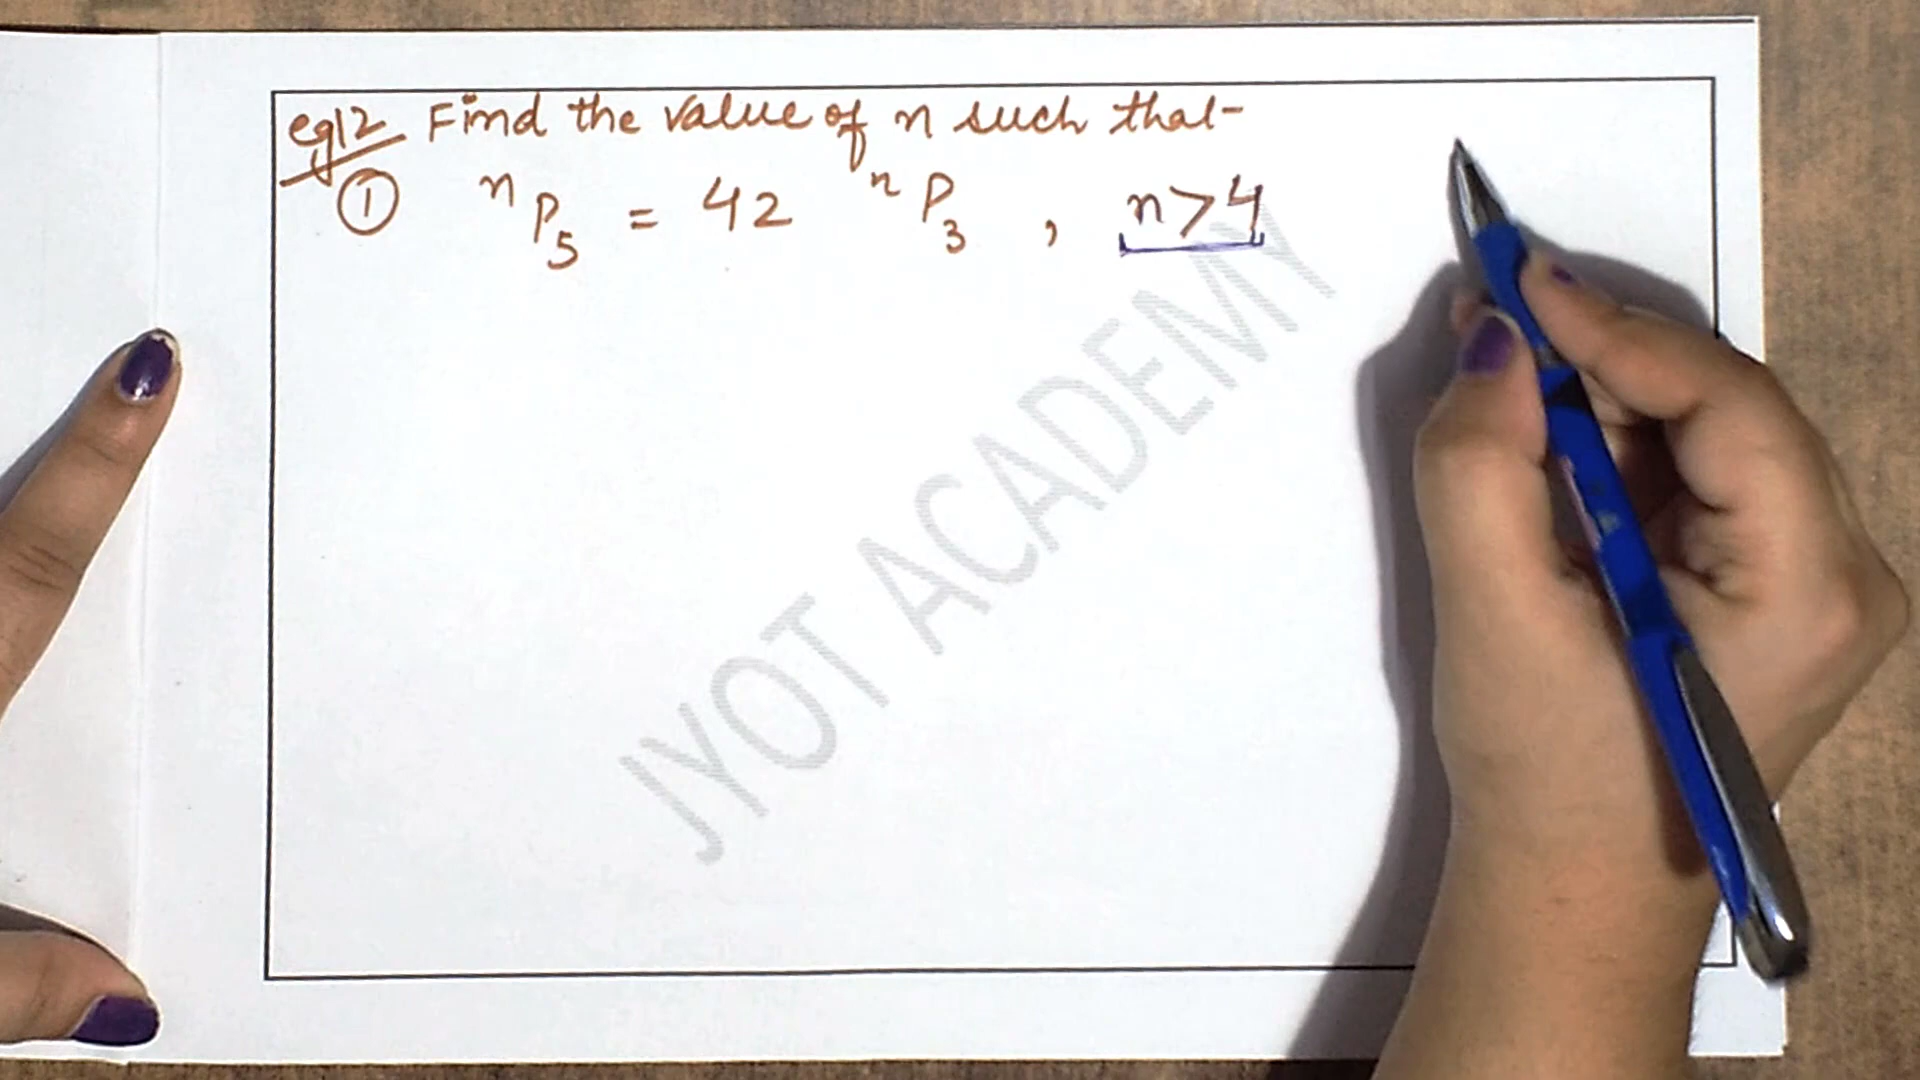 eg12 Find the value of n such that-
① ⁿP₅ = 42 ⁿP₃ , n>4
JYOT ACADEMY